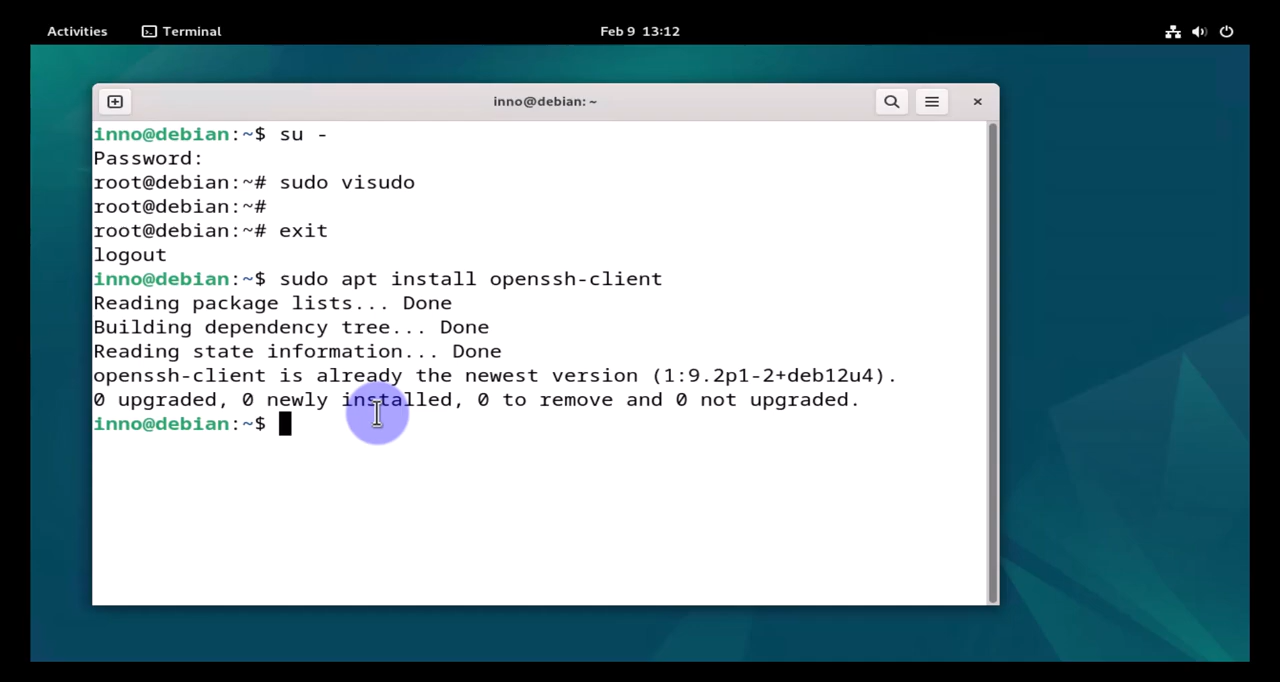 Activities Terminal Feb 9 13:12
inno@debian: ~
inno@debian:~$ su -
Password:
root@debian:~# sudo visudo
root@debian:~#
root@debian:~# exit
logout
inno@debian:~$ sudo apt install openssh-client
Reading package lists... Done
Building dependency tree... Done
Reading state information... Done
openssh-client is already the newest version (1:9.2p1-2+deb12u4).
0 upgraded, 0 newly installed, 0 to remove and 0 not upgraded.
inno@debian:~$